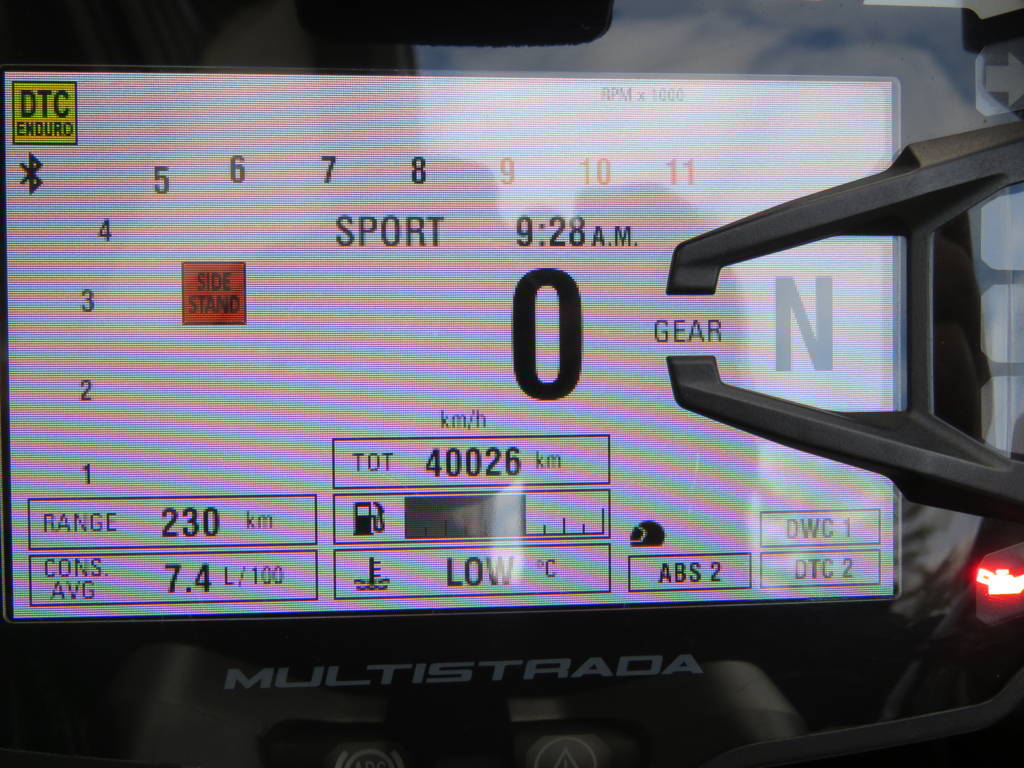 DTC
ENDURO
RPM x 1000
5 6 7 8 9 10 11
4
SPORT 9:28 A.M.
3
SIDE
STAND
0
GEAR
N
2
km/h
1
TOT 40026 km
RANGE 230 km
DWC 1
CONS.
AVG
7.4 L/100
LOW °C
ABS 2
DTC 2
MULTISTRADA